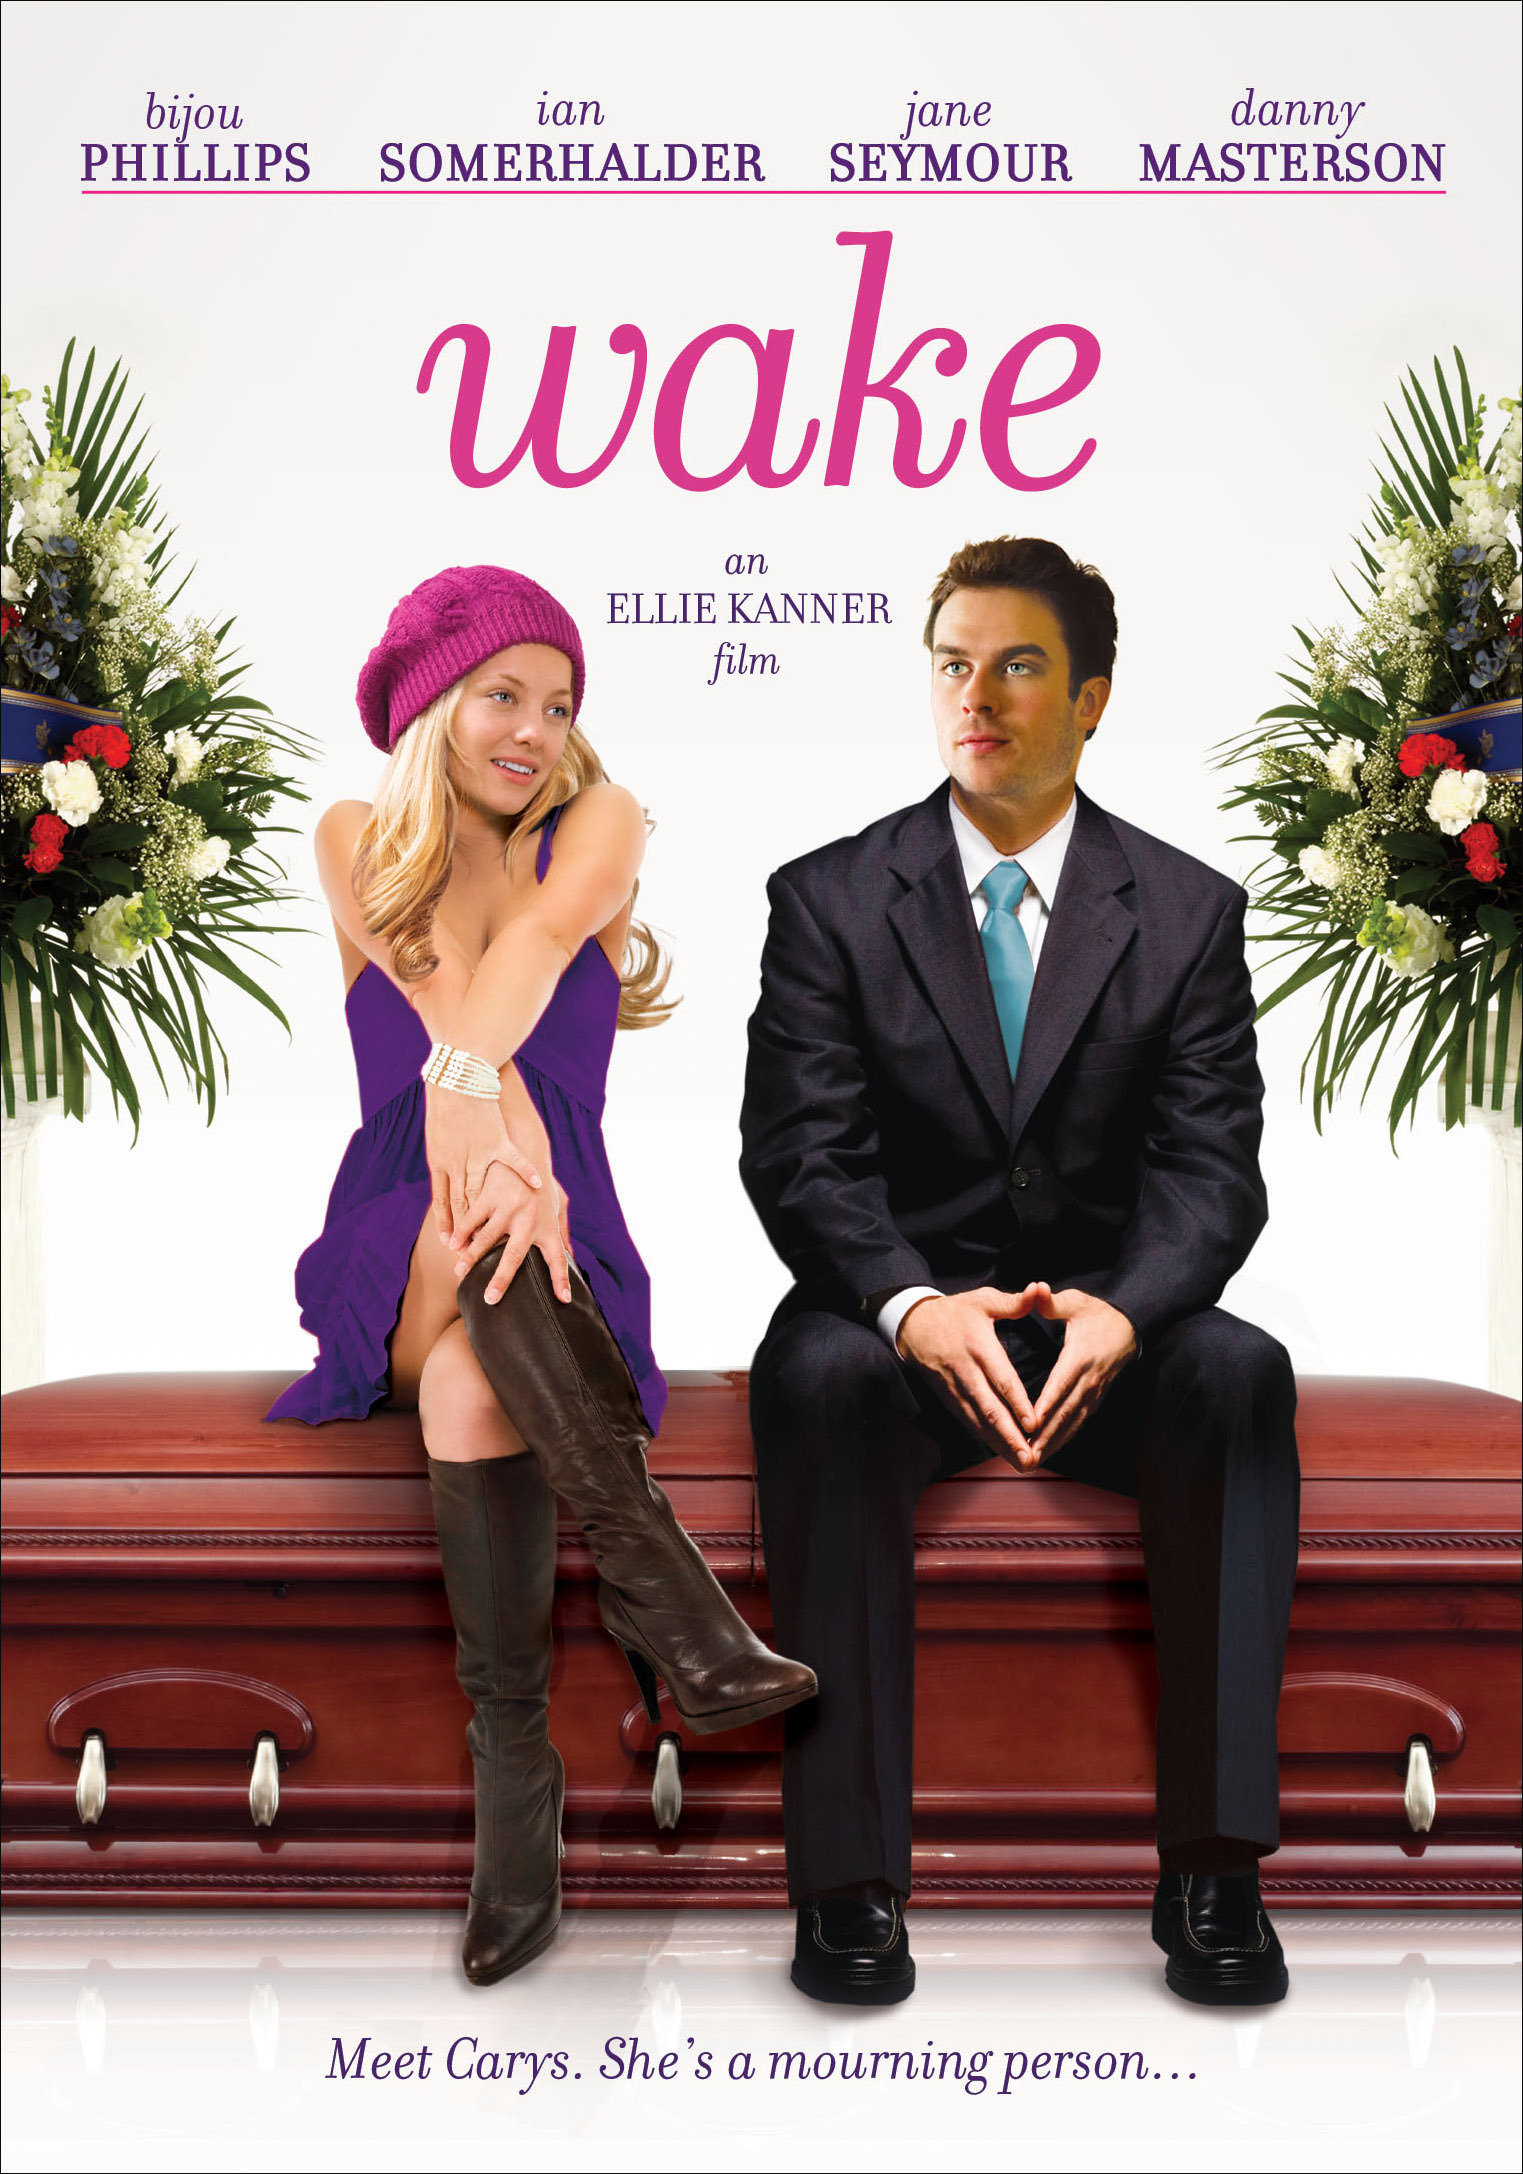 bijou ian jane danny
PHILLIPS SOMERHALDER SEYMOUR MASTERSON
wake
an
ELLIE KANNER
film
Meet Carys. She's a mourning person...